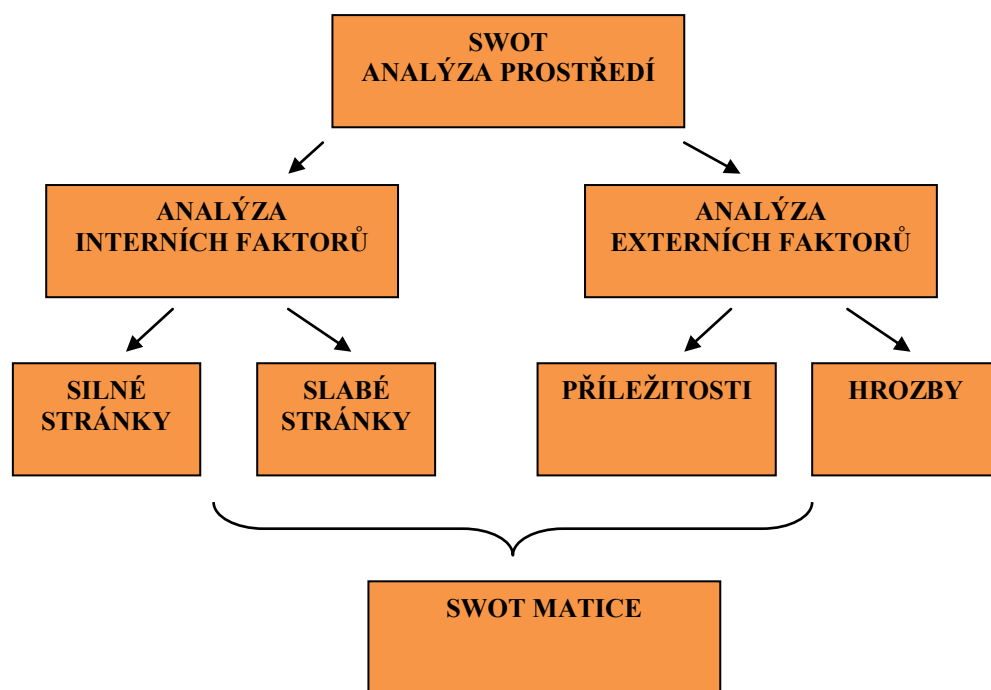 SWOT
ANALÝZA PROSTŘEDÍ
ANALÝZA
INTERNÍCH FAKTORŮ
ANALÝZA
EXTERNÍCH FAKTORŮ
SILNÉ
STRÁNKY
SLABÉ
STRÁNKY
PŘÍLEŽITOSTI
HROZBY
SWOT MATICE